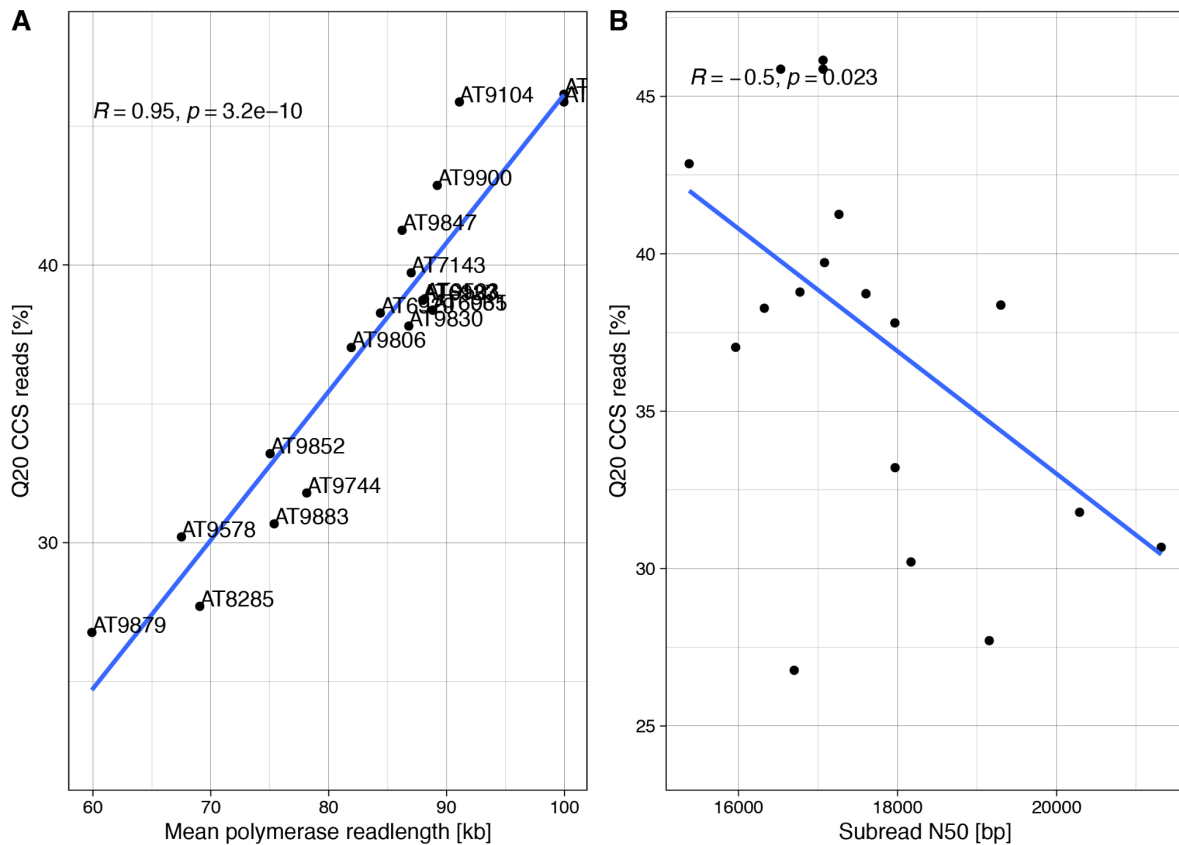 A
R = 0.95, p = 3.2e−10
AT
AT
AT9104
AT9900
AT9847
AT7143
AT9830
AT9806
AT9852
AT9744
AT9883
AT9578
AT8285
AT9879
40
30
Q20 CCS reads [%]
60 70 80 90 100
Mean polymerase readlength [kb]
B
R = −0.5, p = 0.023
45
40
35
30
25
Q20 CCS reads [%]
16000 18000 20000
Subread N50 [bp]